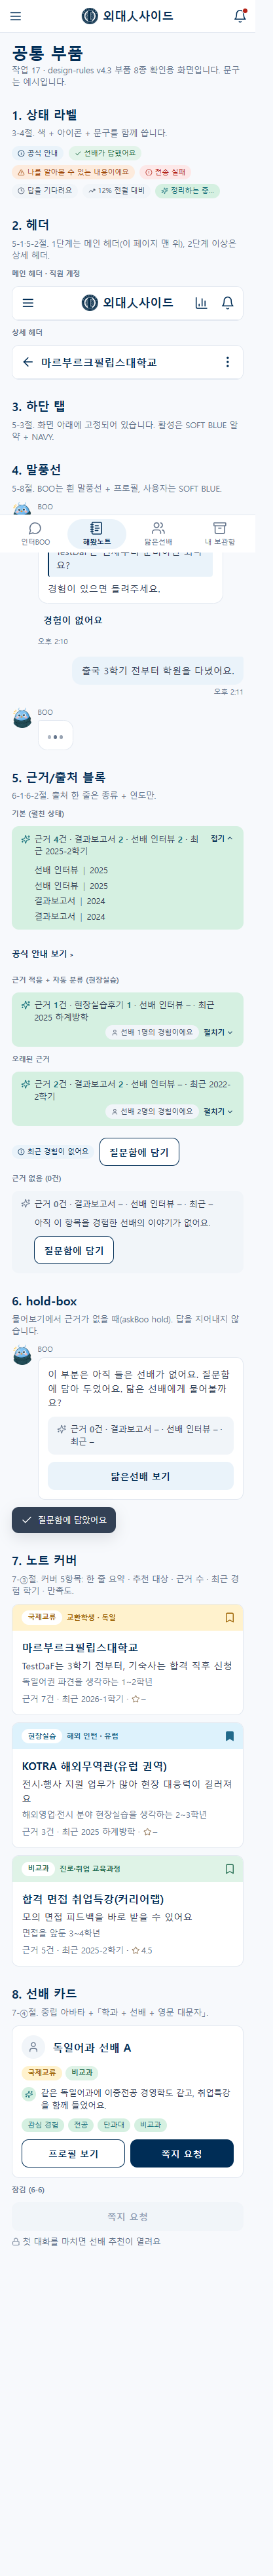 외대人사이드
공통 부품
작업 17 · design-rules v4.3 부품 8종 확인용 화면입니다. 문구
는 예시입니다.
1. 상태 라벨
3-4절. 색 + 아이콘 + 문구를 함께 씁니다.
공식 안내
선배가 답했어요
나를 알아볼 수 있는 내용이에요
전송 실패
답을 기다려요
12% 전월 대비
정리하는 중…
2. 헤더
5-1·5-2절. 1단계는 메인 헤더(이 페이지 맨 위), 2단계 이상은
상세 헤더.
메인 헤더 · 직원 계정
외대人사이드
상세 헤더
마르부르크필립스대학교
3. 하단 탭
5-3절. 화면 아래에 고정되어 있습니다. 활성은 SOFT BLUE 알
약 + NAVY.
4. 말풍선
5-8절. BOO는 흰 말풍선 + 프로필, 사용자는 SOFT BLUE.
BOO
인터BOO
해봤노트
닮은선배
내 보관함
요?
경험이 있으면 들려주세요.
경험이 없어요
오후 2:10
출국 3학기 전부터 학원을 다녔어요.
오후 2:11
BOO
5. 근거/출처 블록
6-1·6-2절. 출처 한 줄은 종류 + 연도만.
기본 (펼친 상태)
근거 4건 · 결과보고서 2 · 선배 인터뷰 2 · 최
근 2025-2학기
접기
선배 인터뷰 | 2025
선배 인터뷰 | 2025
결과보고서 | 2024
결과보고서 | 2024
공식 안내 보기 >
근거 적음 + 자동 분류 (현장실습)
근거 1건 · 현장실습후기 1 · 선배 인터뷰 – · 최근
2025 하계방학
선배 1명의 경험이에요
펼치기
오래된 근거
근거 2건 · 결과보고서 2 · 선배 인터뷰 – · 최근 2022-
2학기
선배 2명의 경험이에요
펼치기
최근 경험이 없어요
질문함에 담기
근거 없음 (0건)
근거 0건 · 결과보고서 – · 선배 인터뷰 – · 최근 –
아직 이 항목을 경험한 선배의 이야기가 없어요.
질문함에 담기
6. hold-box
물어보기에서 근거가 없을 때(askBoo hold). 답을 지어내지 않
습니다.
BOO
이 부분은 아직 들은 선배가 없어요. 질문함
에 담아 두었어요. 닮은 선배에게 물어볼까
요?
근거 0건 · 결과보고서 – · 선배 인터뷰 – ·
최근 –
닮은선배 보기
질문함에 담았어요
7. 노트 커버
7-③절. 커버 5항목: 한 줄 요약 · 추천 대상 · 근거 수 · 최근 경
험 학기 · 만족도.
국제교류
교환학생 · 독일
마르부르크필립스대학교
TestDaF는 3학기 전부터, 기숙사는 합격 직후 신청
독일어권 파견을 생각하는 1~2학년
근거 7건 · 최근 2026-1학기 · ☆ –
현장실습
해외 인턴 · 유럽
KOTRA 해외무역관(유럽 권역)
전시·행사 지원 업무가 많아 현장 대응력이 길러져
요
해외영업·전시 분야 현장실습을 생각하는 2~3학년
근거 3건 · 최근 2025 하계방학 · ☆ –
비교과
진로·취업 교육과정
합격 면접 취업특강(커리어랩)
모의 면접 피드백을 바로 받을 수 있어요
면접을 앞둔 3~4학년
근거 5건 · 최근 2025-2학기 · ☆ 4.5
8. 선배 카드
7-④절. 중립 아바타 + 「학과 + 선배 + 영문 대문자」.
독일어과 선배 A
국제교류
비교과
같은 독일어과에 이중전공 경영학도 같고, 취업특강
을 함께 들었어요.
관심 경험
전공
단과대
비교과
프로필 보기
쪽지 요청
잠김 (6-6)
쪽지 요청
첫 대화를 마치면 선배 추천이 열려요